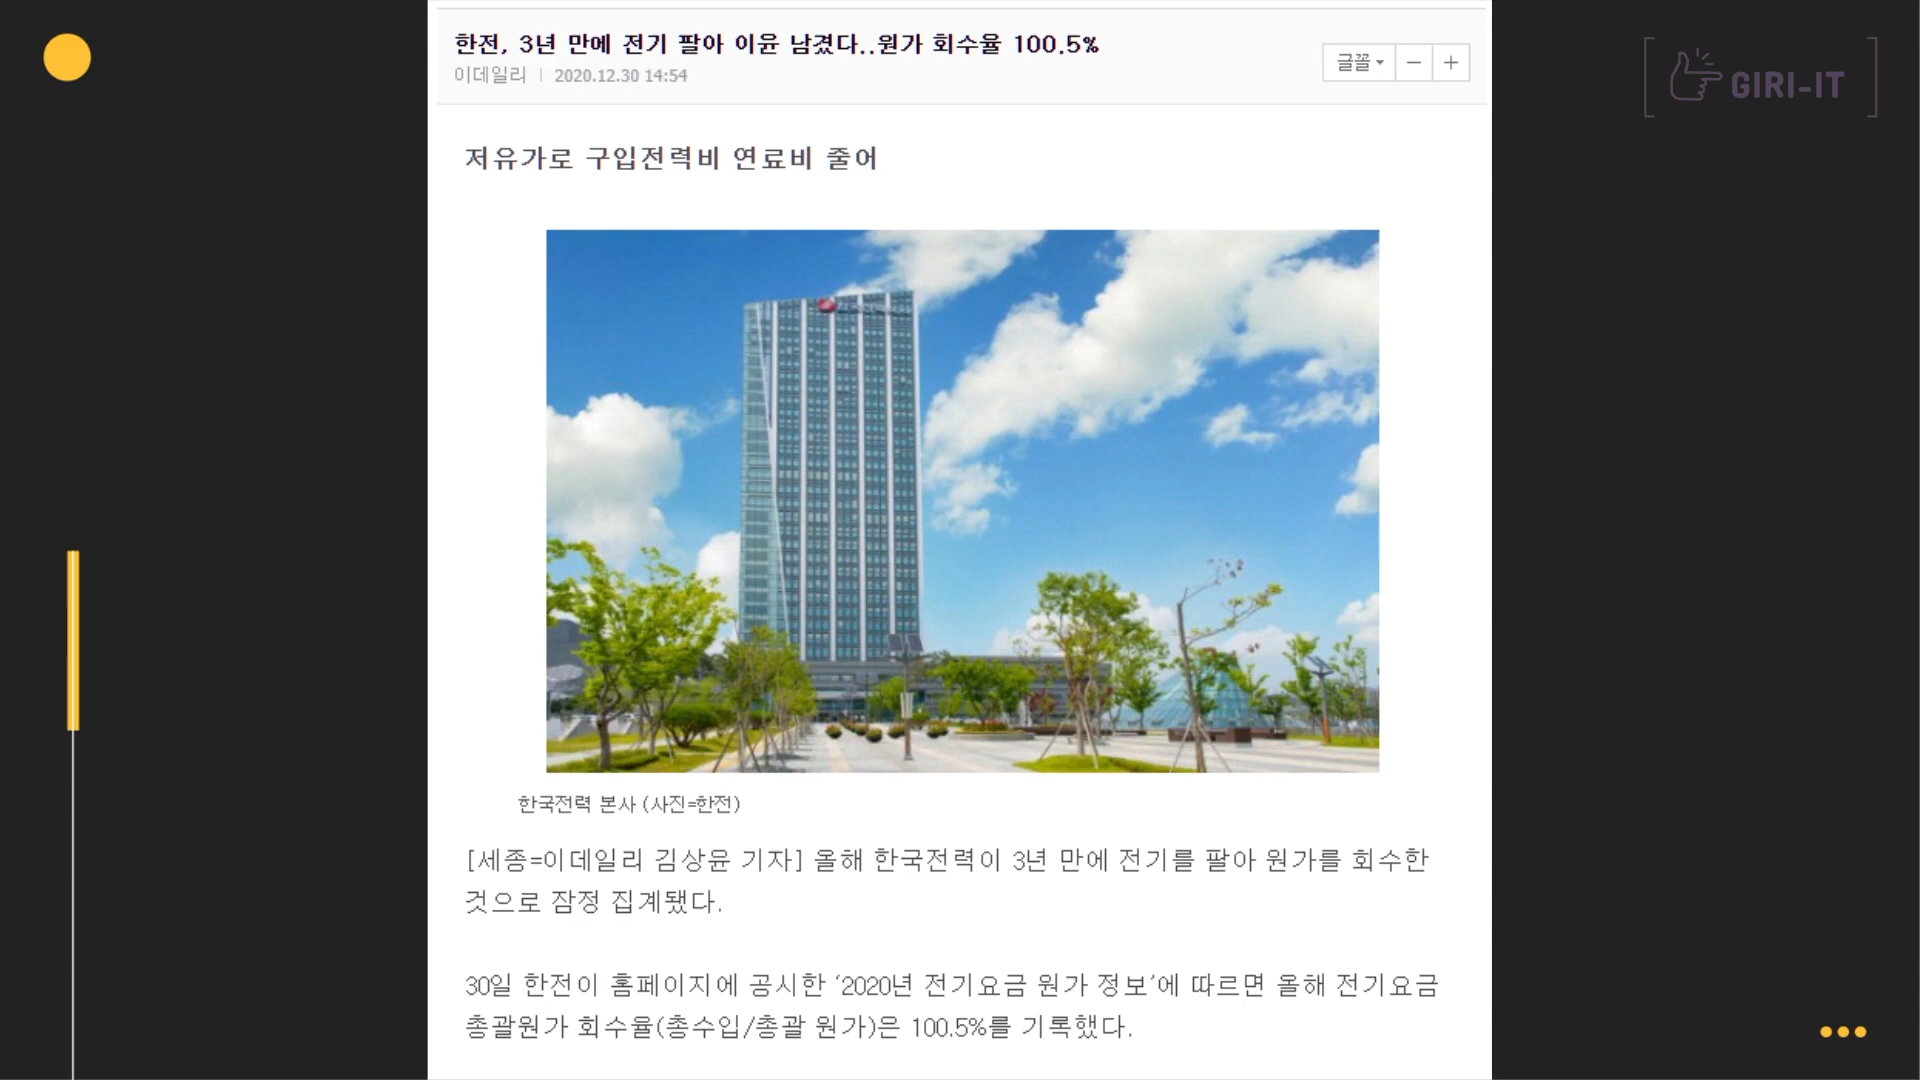 한전, 3년 만에 전기 팔아 이윤 남겼다..원가 회수율 100.5%
이데일리 | 2020.12.30 14:54
글꼴 - +
GIRI-IT
저유가로 구입전력비 연료비 줄어
한국전력 본사 (사진=한전)
[세종=이데일리 김상윤 기자] 올해 한국전력이 3년 만에 전기를 팔아 원가를 회수한
것으로 잠정 집계됐다.
30일 한전이 홈페이지에 공시한 ‘2020년 전기요금 원가 정보’에 따르면 올해 전기요금
총괄원가 회수율(총수입/총괄 원가)은 100.5%를 기록했다.